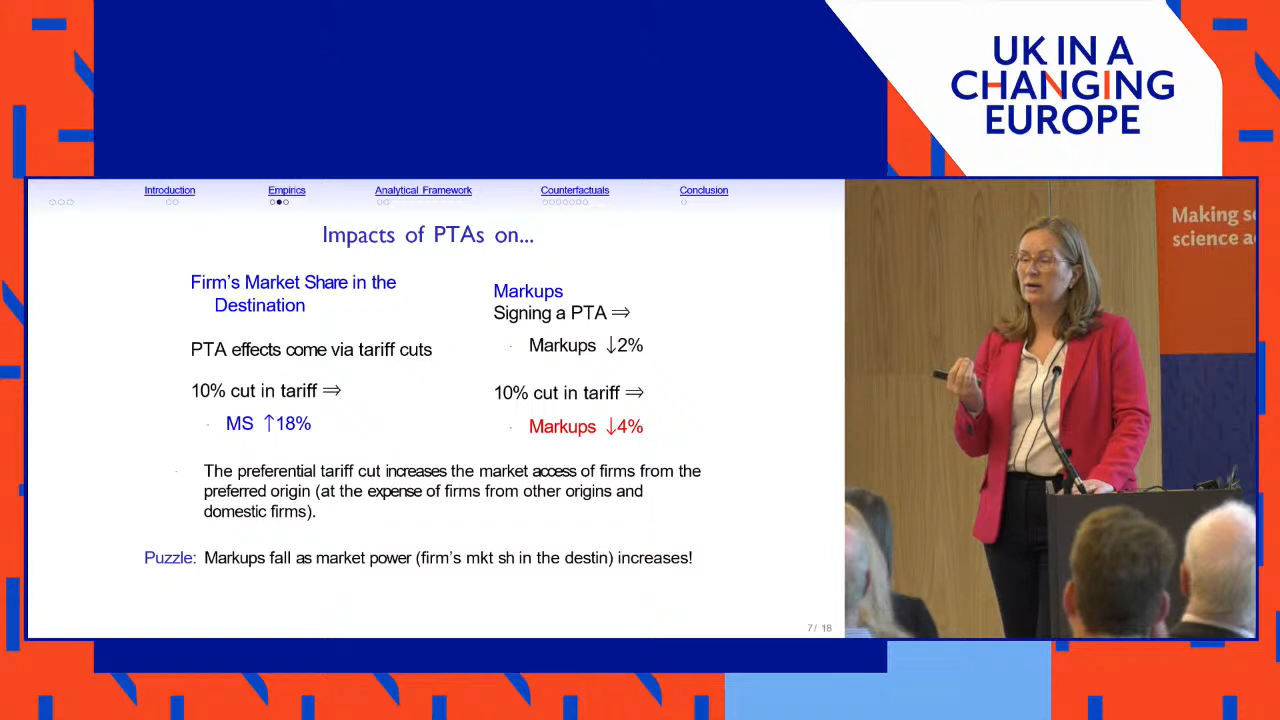 UK IN A
CHANGING
EUROPE
Introduction Empirics Analytical Framework Counterfactuals Conclusion
Impacts of PTAs on...
Firm's Market Share in the
Destination
PTA effects come via tariff cuts
10% cut in tariff ⇒
MS ↑18%
Markups
Signing a PTA ⇒
Markups ↓2%
10% cut in tariff ⇒
Markups ↓4%
The preferential tariff cut increases the market access of firms from the
preferred origin (at the expense of firms from other origins and
domestic firms).
Puzzle: Markups fall as market power (firm's mkt sh in the destin) increases!
7/ 18
Making
science